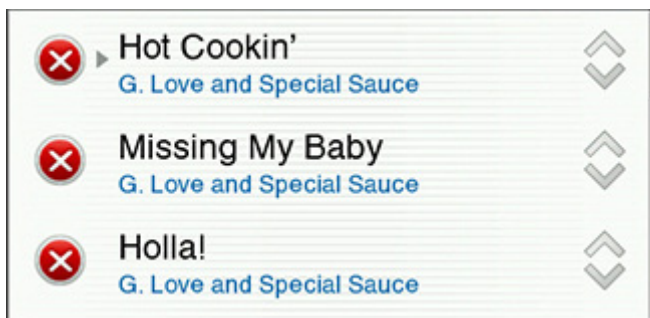 Hot Cookin’
G. Love and Special Sauce
Missing My Baby
G. Love and Special Sauce
Holla!
G. Love and Special Sauce